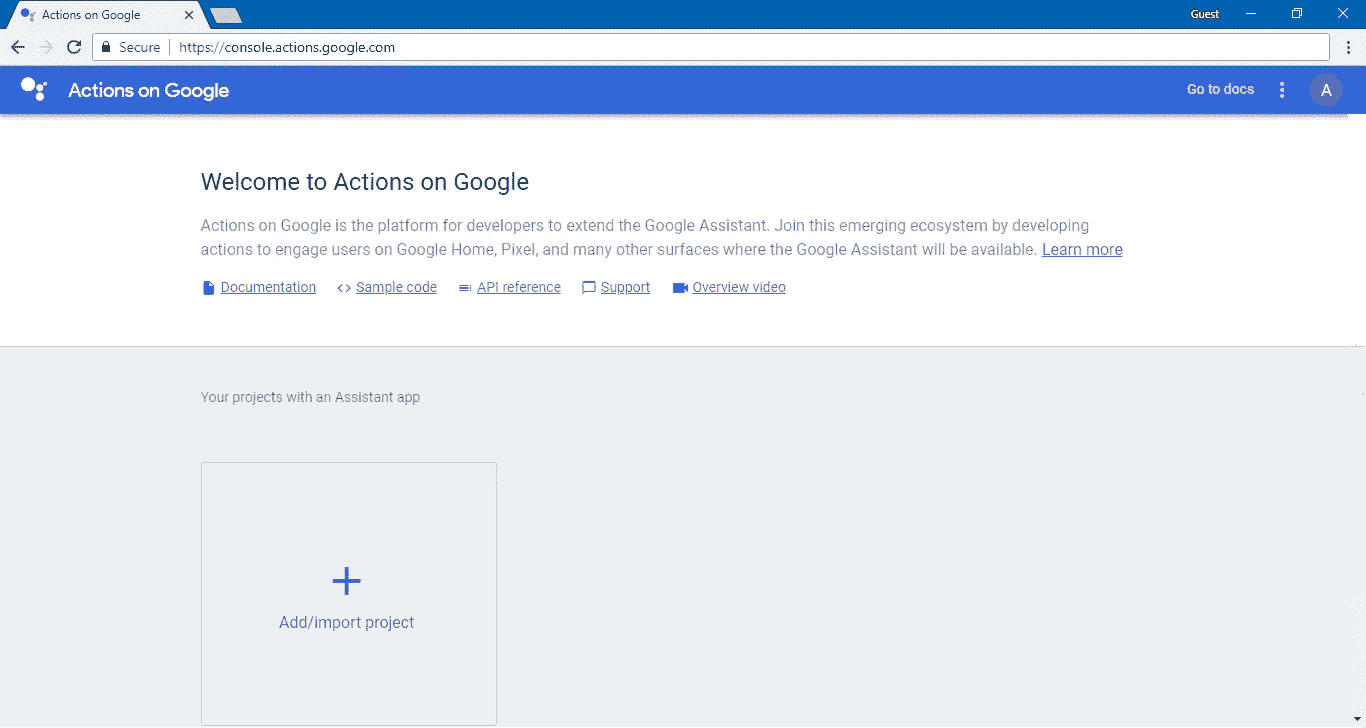 Actions on Google
Guest
Secure https://console.actions.google.com
Actions on Google
Go to docs
A
Welcome to Actions on Google
Actions on Google is the platform for developers to extend the Google Assistant. Join this emerging ecosystem by developing
actions to engage users on Google Home, Pixel, and many other surfaces where the Google Assistant will be available. Learn more
Documentation
Sample code
API reference
Support
Overview video
Your projects with an Assistant app
Add/import project